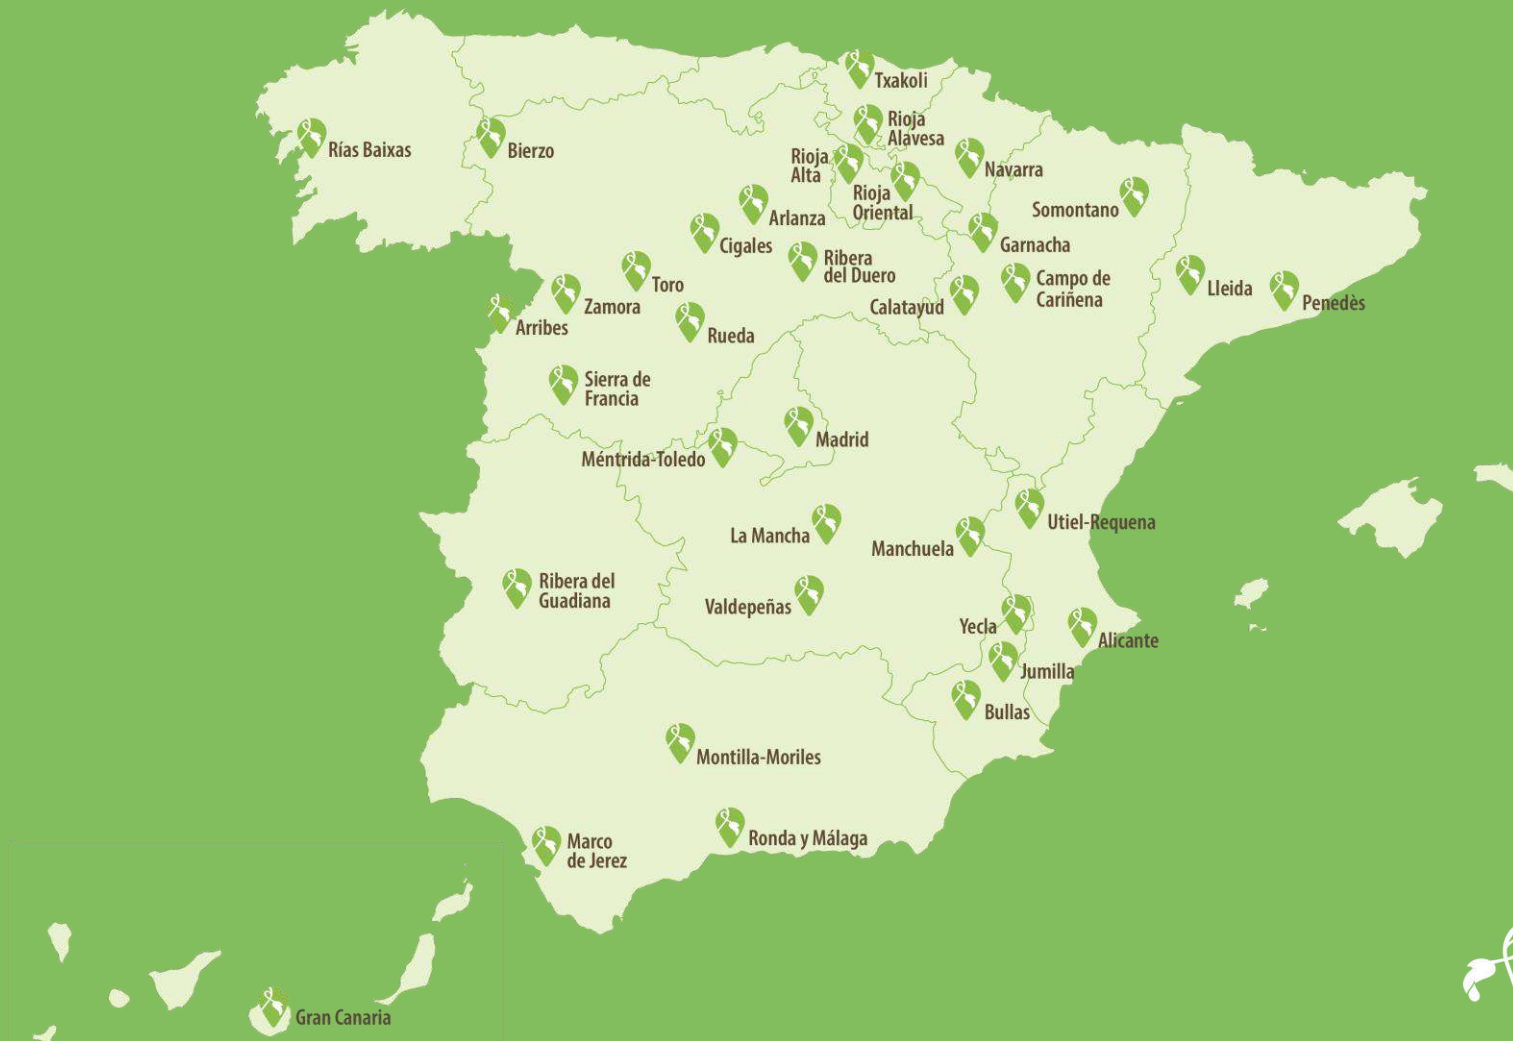 Txakoli
Rioja
Alavesa
Rías Baixas
Bierzo
Rioja
Alta
Navarra
Rioja
Oriental
Somontano
Arlanza
Cigales
Garnacha
Ribera
del Duero
Toro
Campo de
Cariñena
Lleida
Penedès
Zamora
Calatayud
Arribes
Rueda
Sierra de
Francia
Madrid
Méntrida-Toledo
Utiel-Requena
La Mancha
Manchuela
Ribera del
Guadiana
Valdepeñas
Yecla
Alicante
Jumilla
Bullas
Montilla-Moriles
Marco
de Jerez
Ronda y Málaga
Gran Canaria